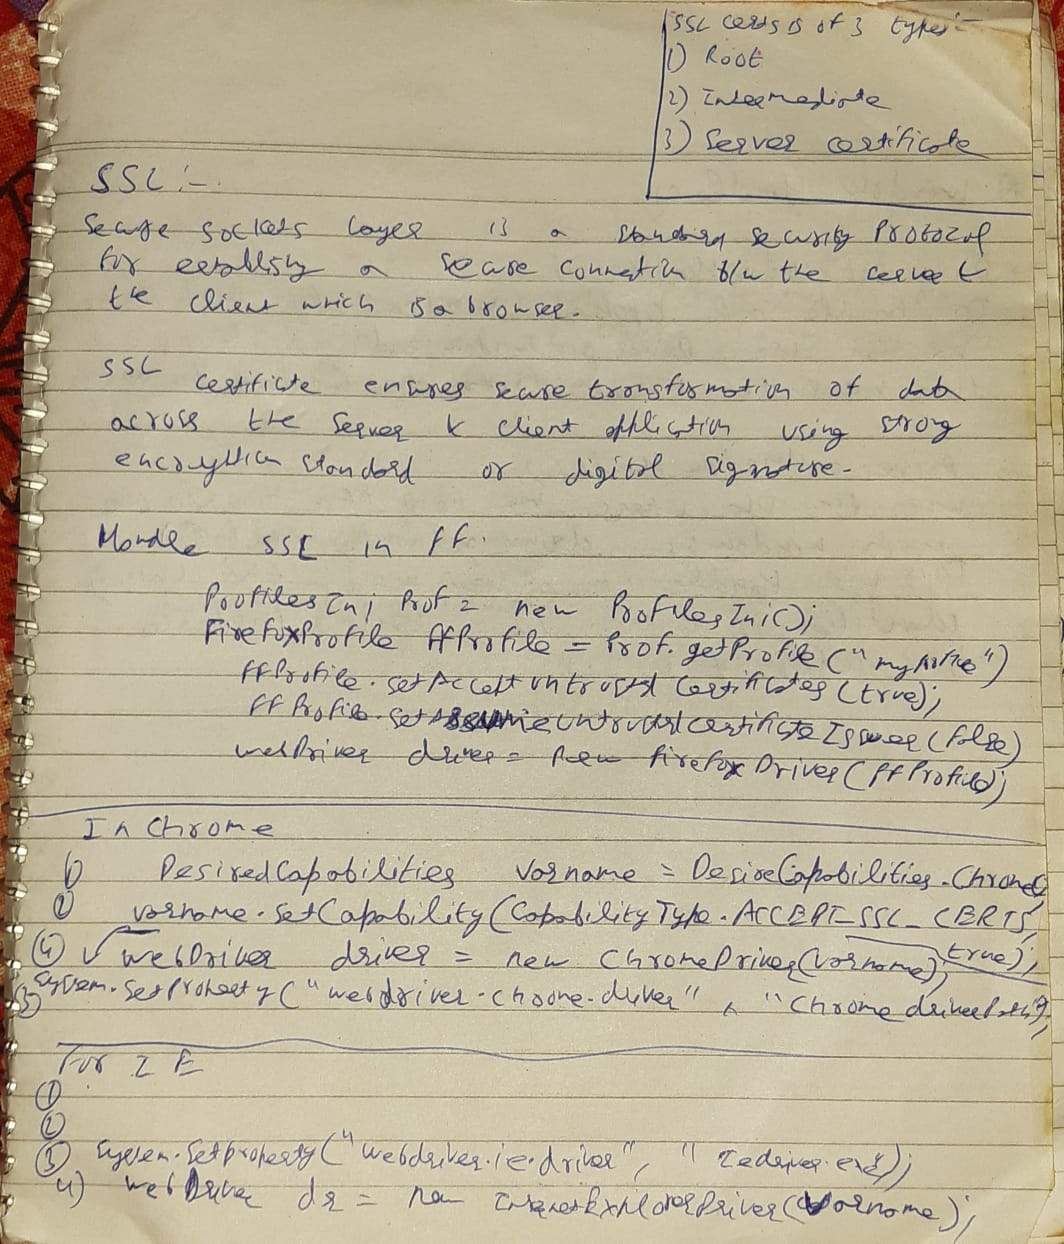 SSL certs is of 3 types:-
1) Root
2) Intermediate
3) Server certificate
SSL :-
Secure Sockets Layer is a standard security Protocol
for establishing a secure connection b/w the server &
the client which is a browser.
SSL
certificate ensures secure transformation of data
across the Server & client application using strong
encryption standard or digital signature.
Handle SSL in ff.
ProfilesIni Prof = new ProfilesIni();
FirefoxProfile ffProfile = Prof.getProfile("myProfile")
ffProfile.setAcceptUntrustedCertificates(true);
ffProfile.set untrustedcertificateIssuer(false)
webDriver driver = new firefoxDriver(ffProfile);
In Chrome
1) DesiredCapabilities varname = DesireCapabilities.Chrome();
2 varname.SetCapability(CapabilityType.ACCEPT_SSL_CERTS,
true);
4 ✓ webDriver driver = new ChromeDriver(varname);
3 System.SetProperty("webdriver.chrome.driver", "Chrome driverPath");
For IE
1
2
3 System.Setproperty("webdriver.ie.driver", "Iedriver.exe");
4) webDriver dr = new InternetExplorerDriver(varname);